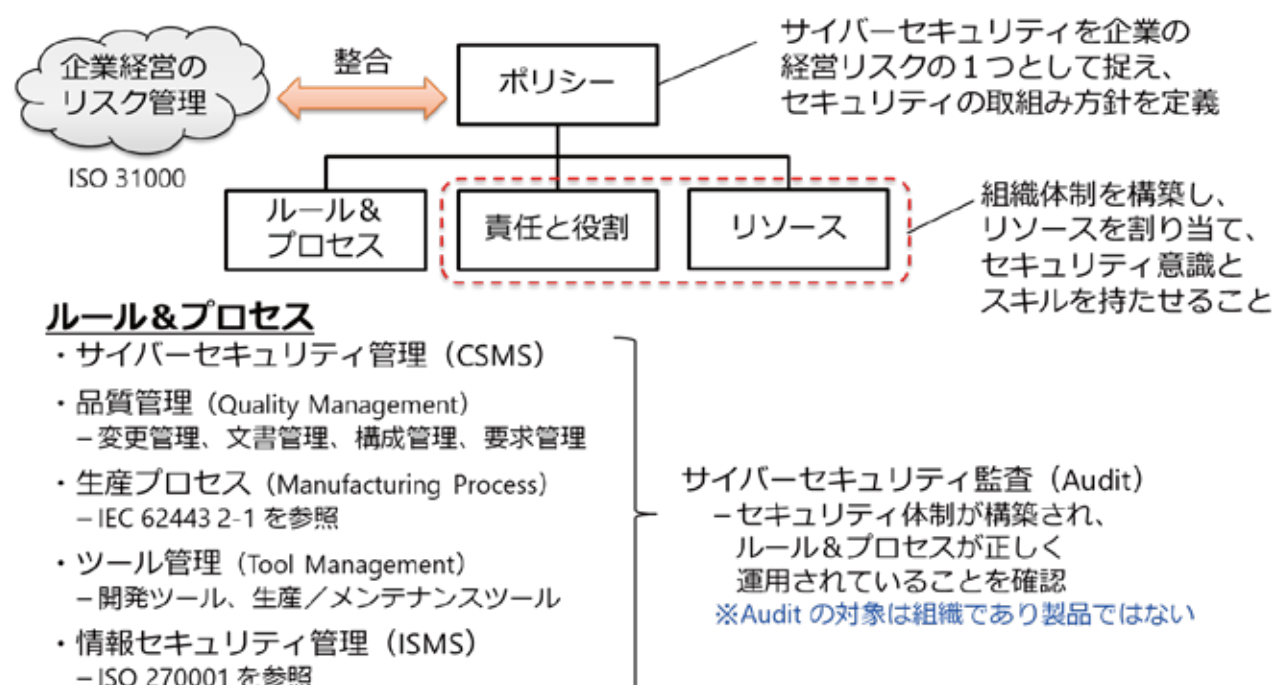 企業経営の
リスク管理
ISO 31000
整合
ポリシー
サイバーセキュリティを企業の
経営リスクの1つとして捉え、
セキュリティの取組み方針を定義
ルール&
プロセス
責任と役割
リソース
組織体制を構築し、
リソースを割り当て、
セキュリティ意識と
スキルを持たせること
ルール&プロセス
・サイバーセキュリティ管理（CSMS）
・品質管理（Quality Management）
－変更管理、文書管理、構成管理、要求管理
・生産プロセス（Manufacturing Process）
－IEC 62443 2-1 を参照
・ツール管理（Tool Management）
－開発ツール、生産／メンテナンスツール
・情報セキュリティ管理（ISMS）
－ISO 270001 を参照
サイバーセキュリティ監査（Audit）
－セキュリティ体制が構築され、
ルール&プロセスが正しく
運用されていることを確認
※Audit の対象は組織であり製品ではない